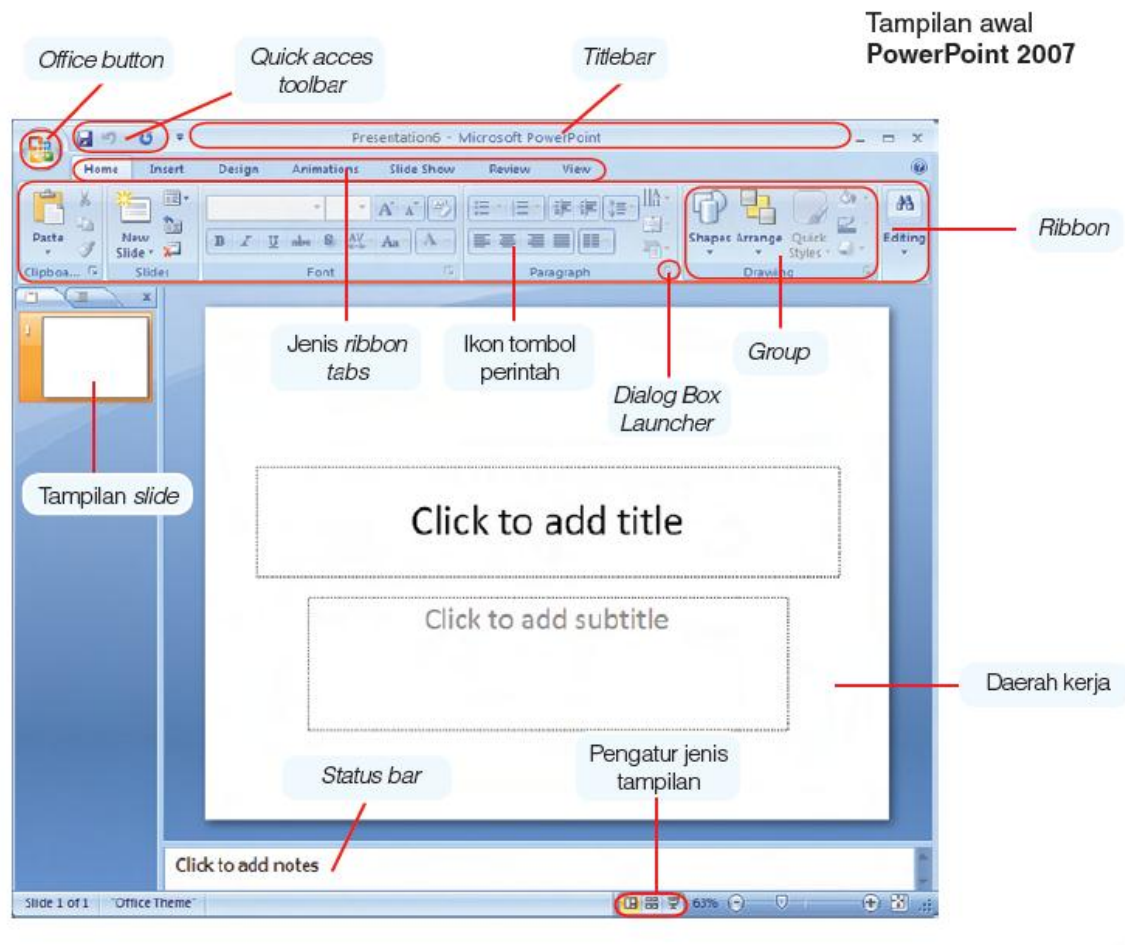 Tampilan awal
PowerPoint 2007
Office button
Quick acces
toolbar
Titlebar
Presentation6 - Microsoft PowerPoint
Home Insert Design Animations Slide Show Review View
Paste
New
Slide
Shapes Arrange Quick
Styles
Editing
Clipboa... Slides Font Paragraph Drawing
Ribbon
Jenis ribbon
tabs
Ikon tombol
perintah
Group
Dialog Box
Launcher
1
Tampilan slide
Click to add title
Click to add subtitle
Daerah kerja
Status bar
Pengatur jenis
tampilan
Click to add notes
Slide 1 of 1 "Office Theme" 63%